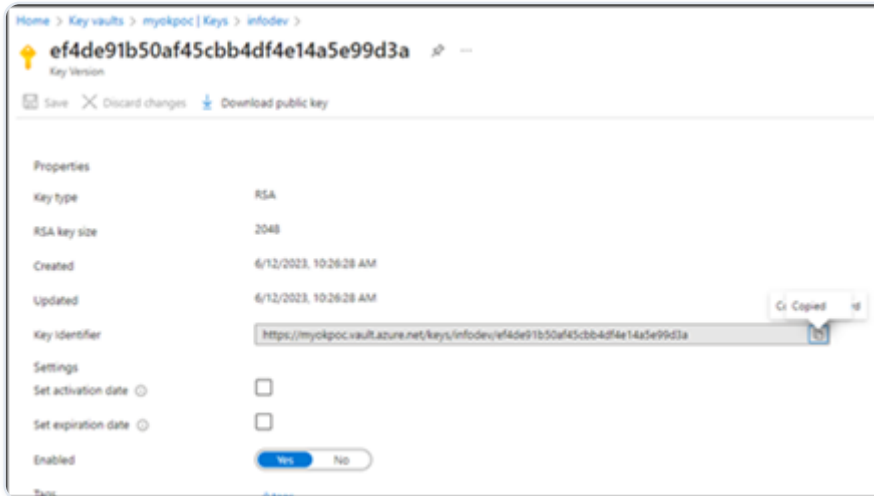 Home > Key vaults > myokpoc | Keys > infodev >
ef4de91b50af45cbb4df4e14a5e99d3a
Key Version
Save Discard changes Download public key
Properties
Key type RSA
RSA key size 2048
Created 6/12/2023, 10:26:28 AM
Updated 6/12/2023, 10:26:28 AM
Copied
Key Identifier https://myokpoc.vault.azure.net/keys/infodev/ef4de91b50af45cbb4df4e14a5e99d3a
Settings
Set activation date
Set expiration date
Enabled Yes No
Tags